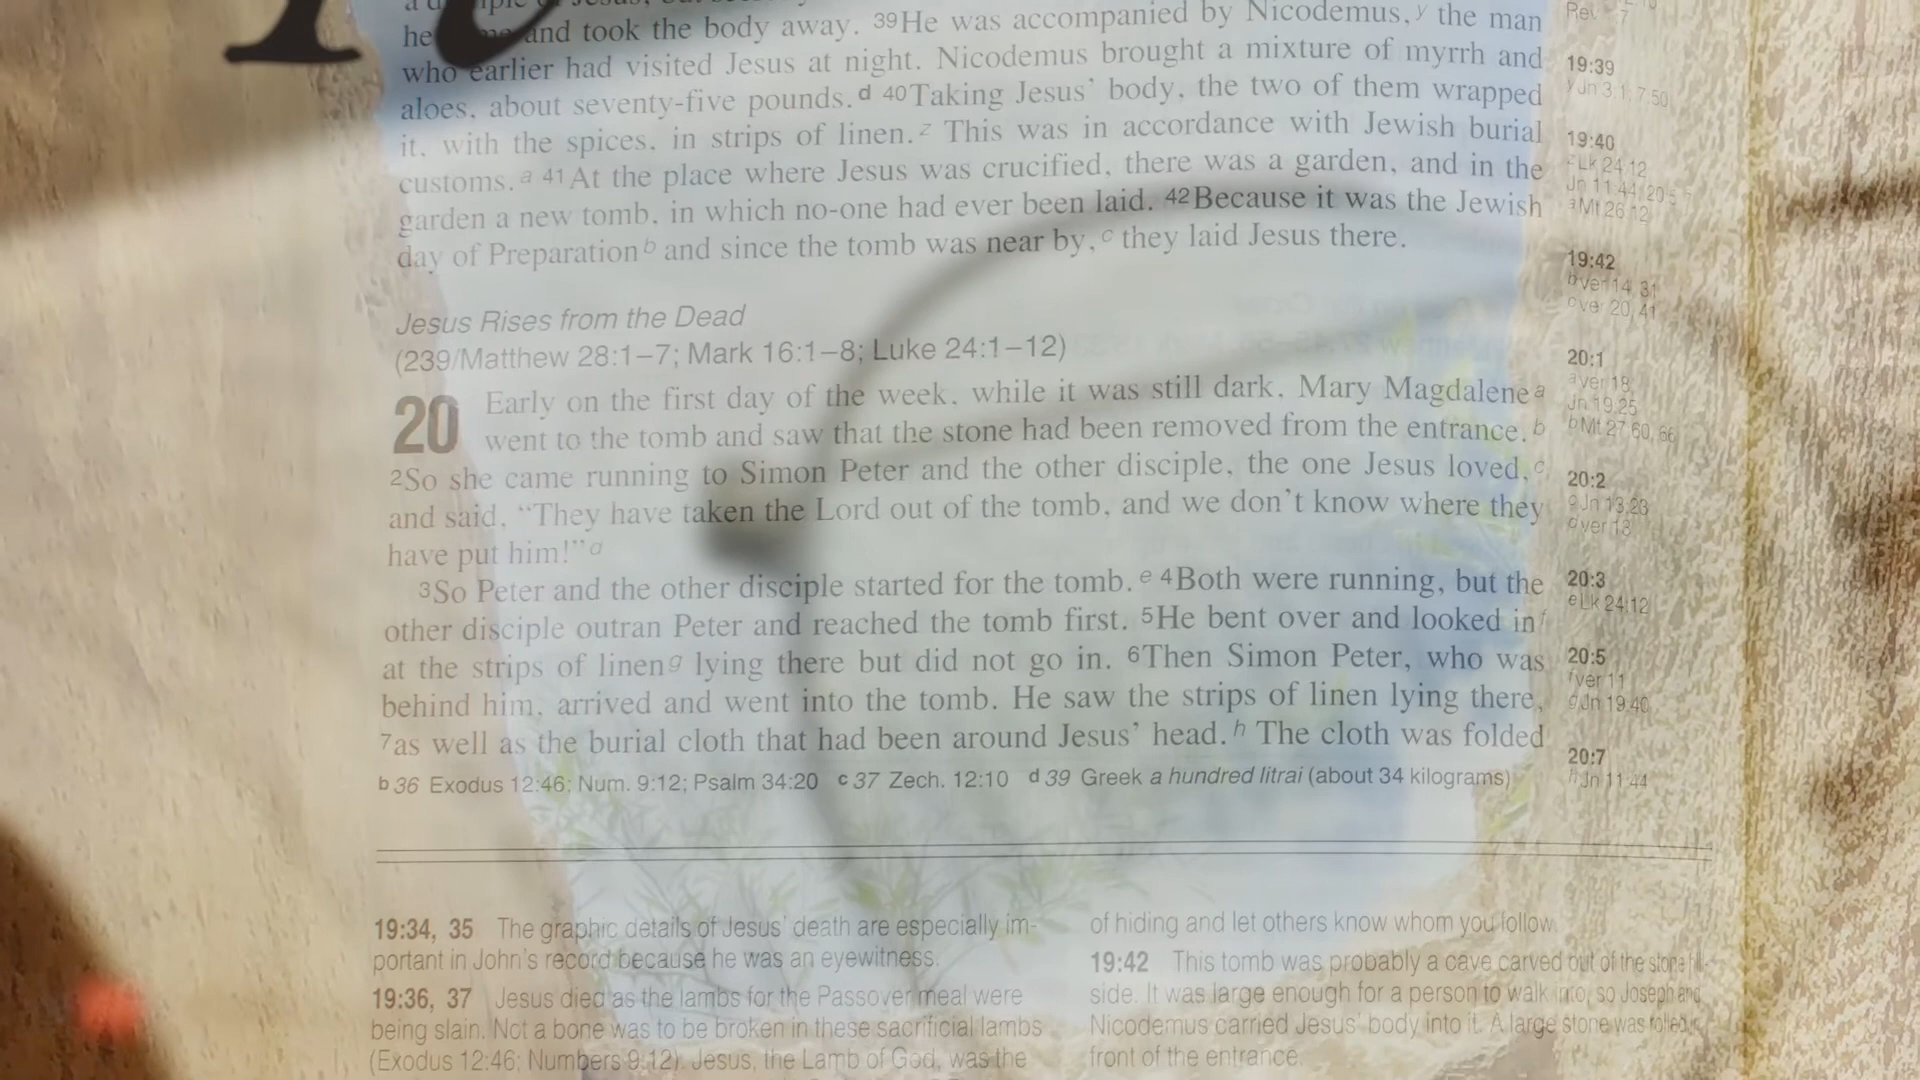 and took the body away. 39He was accompanied by Nicodemus,y the man
who earlier had visited Jesus at night. Nicodemus brought a mixture of myrrh and
aloes, about seventy-five pounds.d 40Taking Jesus' body, the two of them wrapped
it, with the spices, in strips of linen.z This was in accordance with Jewish burial
customs.a 41At the place where Jesus was crucified, there was a garden, and in the
garden a new tomb, in which no-one had ever been laid. 42Because it was the Jewish
day of Preparationb and since the tomb was near by,c they laid Jesus there.
Jesus Rises from the Dead
(239/Matthew 28:1–7; Mark 16:1–8; Luke 24:1–12)
20 Early on the first day of the week, while it was still dark, Mary Magdalenea
went to the tomb and saw that the stone had been removed from the entrance.b
2So she came running to Simon Peter and the other disciple, the one Jesus loved,c
and said, "They have taken the Lord out of the tomb, and we don't know where they
have put him!"d
3So Peter and the other disciple started for the tomb.e 4Both were running, but the
other disciple outran Peter and reached the tomb first. 5He bent over and looked inf
at the strips of lineng lying there but did not go in. 6Then Simon Peter, who was
behind him, arrived and went into the tomb. He saw the strips of linen lying there,
7as well as the burial cloth that had been around Jesus' head.h The cloth was folded
b 36 Exodus 12:46; Num. 9:12; Psalm 34:20 c 37 Zech. 12:10 d 39 Greek a hundred litrai (about 34 kilograms)
19:39
y Jn 3:1; 7:50
19:40
z Lk 24:12
Jn 11:44; 20:5
a Mt 26:12
19:42
b ver 14, 31
c ver 20, 41
20:1
a ver 18
Jn 19:25
b Mt 27:60, 66
20:2
c Jn 13:23
d ver 13
20:3
e Lk 24:12
20:5
f ver 11
g Jn 19:40
20:7
h Jn 11:44
19:34, 35 The graphic details of Jesus' death are especially im-
portant in John's record because he was an eyewitness.
19:36, 37 Jesus died as the lambs for the Passover meal were
being slain. Not a bone was to be broken in these sacrificial lambs
(Exodus 12:46; Numbers 9:12). Jesus, the Lamb of God, was the
of hiding and let others know whom you follow.
19:42 This tomb was probably a cave carved out of the stone hill-
side. It was large enough for a person to walk into, so Joseph and
Nicodemus carried Jesus' body into it. A large stone was rolled
front of the entrance.